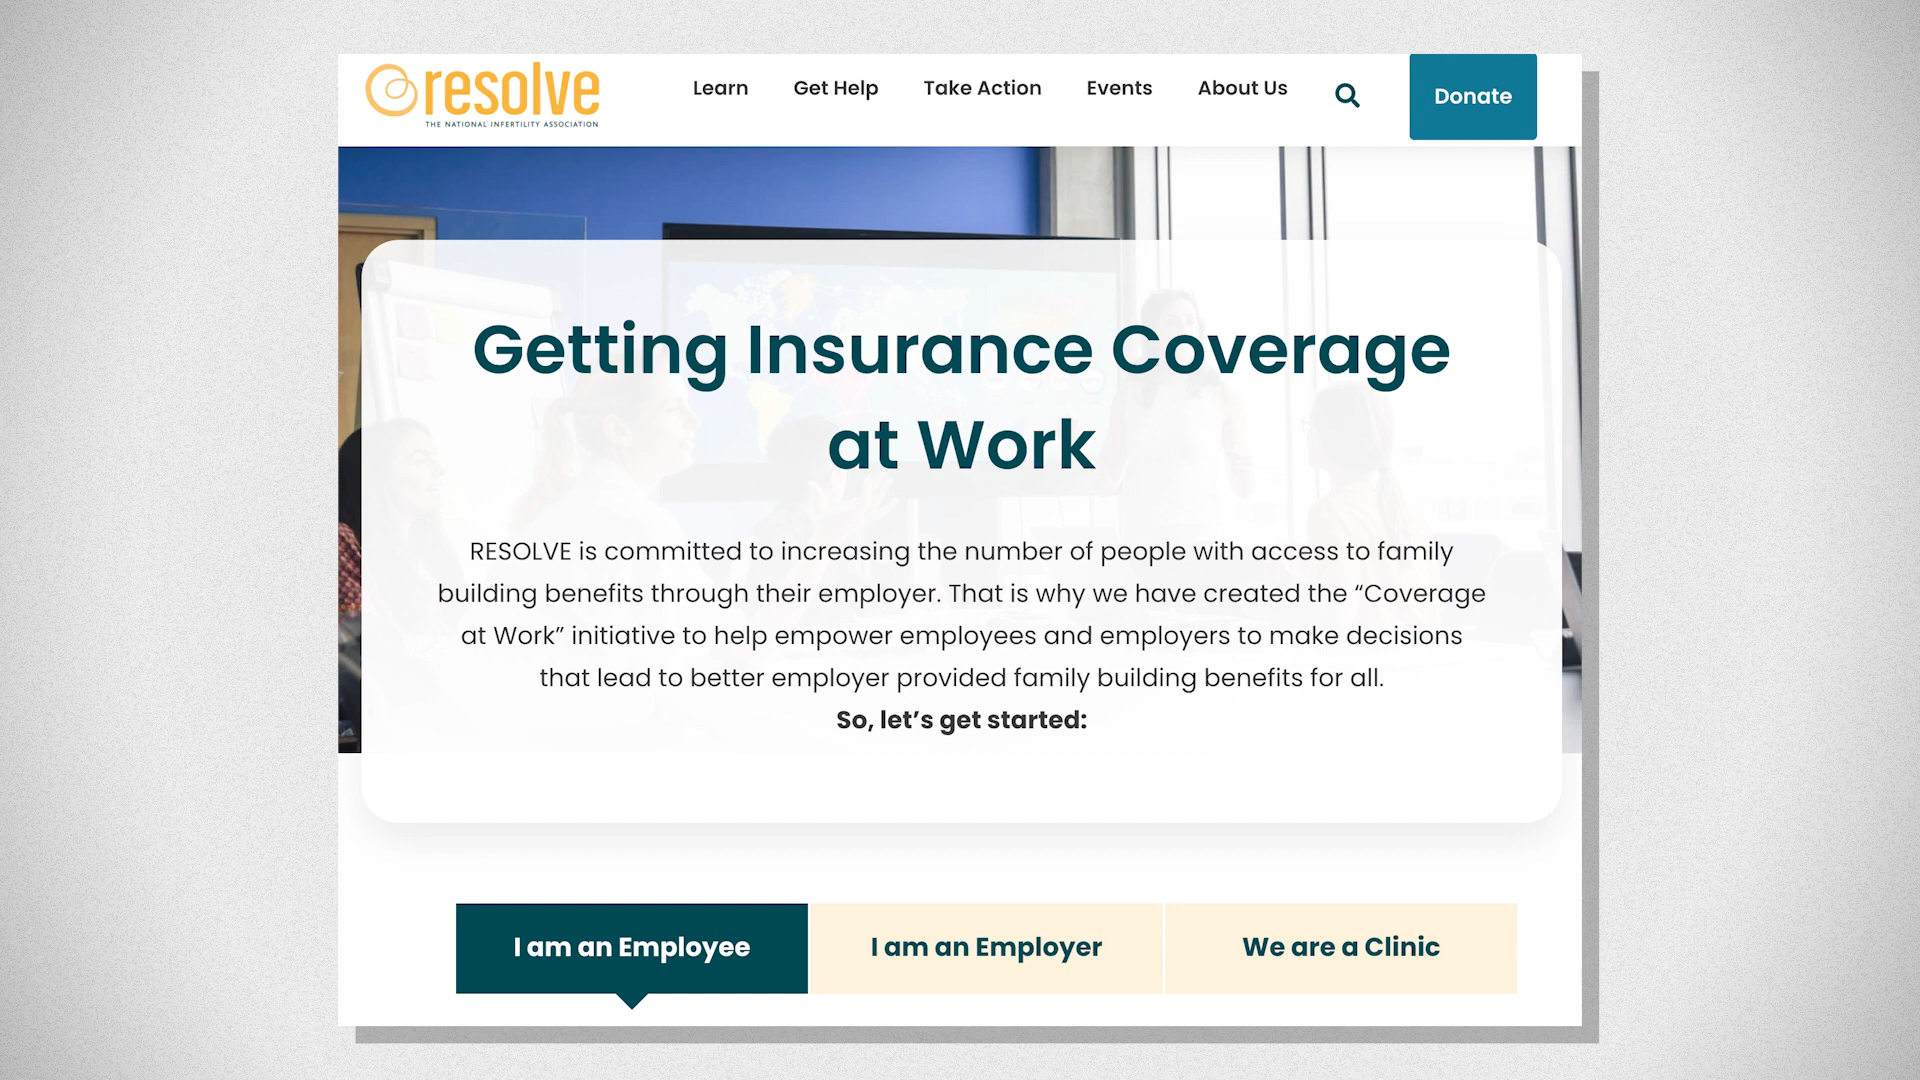 resolve
THE NATIONAL INFERTILITY ASSOCIATION
Learn Get Help Take Action Events About Us Donate
Getting Insurance Coverage
at Work
RESOLVE is committed to increasing the number of people with access to family
building benefits through their employer. That is why we have created the “Coverage
at Work” initiative to help empower employees and employers to make decisions
that lead to better employer provided family building benefits for all.
So, let’s get started:
I am an Employee I am an Employer We are a Clinic